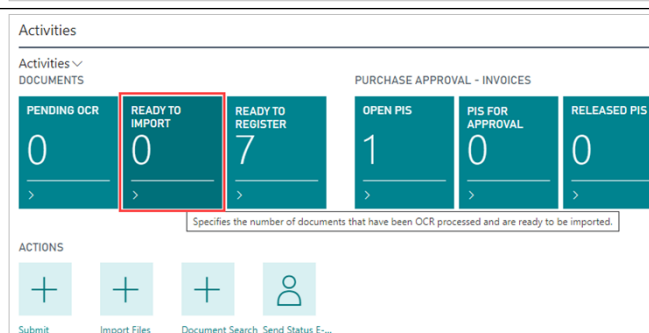 Activities
Activities
DOCUMENTS
PURCHASE APPROVAL - INVOICES
PENDING OCR
0
READY TO
IMPORT
0
READY TO
REGISTER
7
OPEN PIS
1
PIS FOR
APPROVAL
0
RELEASED PIS
0
Specifies the number of documents that have been OCR processed and are ready to be imported.
ACTIONS
Submit
Import Files
Document Search
Send Status E-...